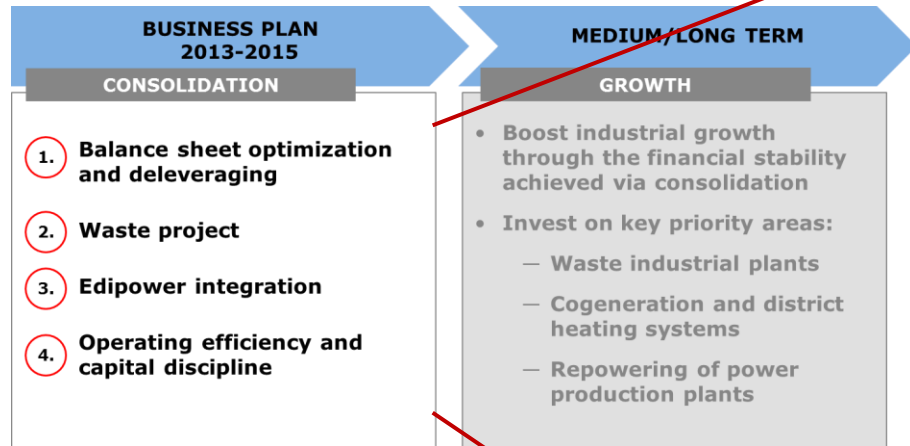 BUSINESS PLAN
2013-2015
CONSOLIDATION
1. Balance sheet optimization
and deleveraging
2. Waste project
3. Edipower integration
4. Operating efficiency and
capital discipline
MEDIUM/LONG TERM
GROWTH
• Boost industrial growth
through the financial stability
achieved via consolidation
• Invest on key priority areas:
— Waste industrial plants
— Cogeneration and district
heating systems
— Repowering of power
production plants